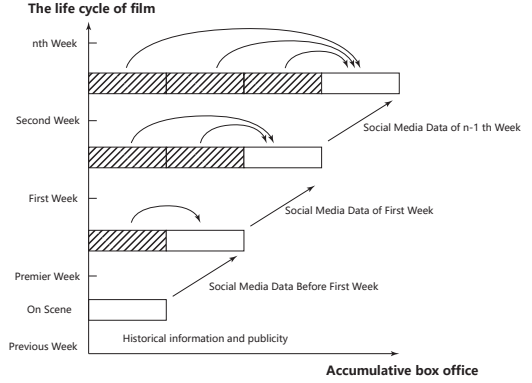 The life cycle of film
nth Week
Second Week
Social Media Data of n-1 th Week
First Week
Social Media Data of First Week
Premier Week
Social Media Data Before First Week
On Scene
Historical information and publicity
Previous Week
Accumulative box office